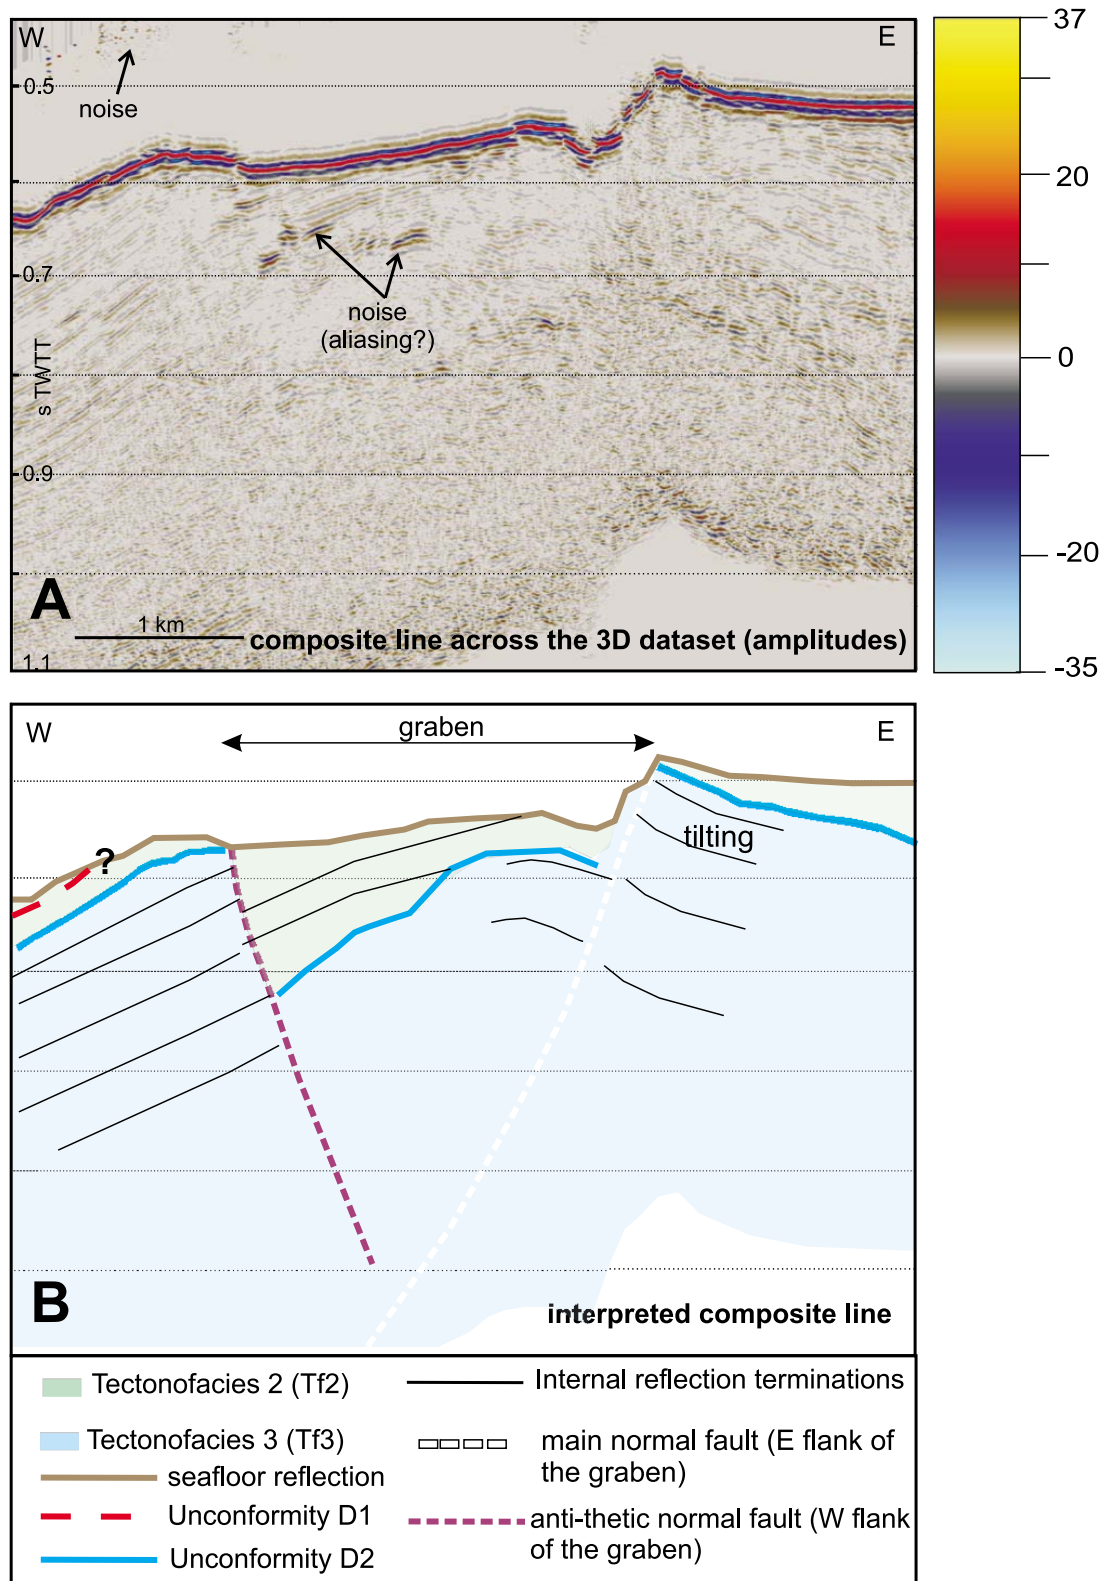 W
E
noise
0.5
noise
(aliasing?)
0.7
s TWTT
0.9
A
1 km
composite line across the 3D dataset (amplitudes)
1.1
37
20
0
-20
-35
W
graben
E
?
tilting
B
interpreted composite line
Tectonofacies 2 (Tf2)
Internal reflection terminations
Tectonofacies 3 (Tf3)
main normal fault (E flank of
the graben)
seafloor reflection
Unconformity D1
anti-thetic normal fault (W flank
of the graben)
Unconformity D2